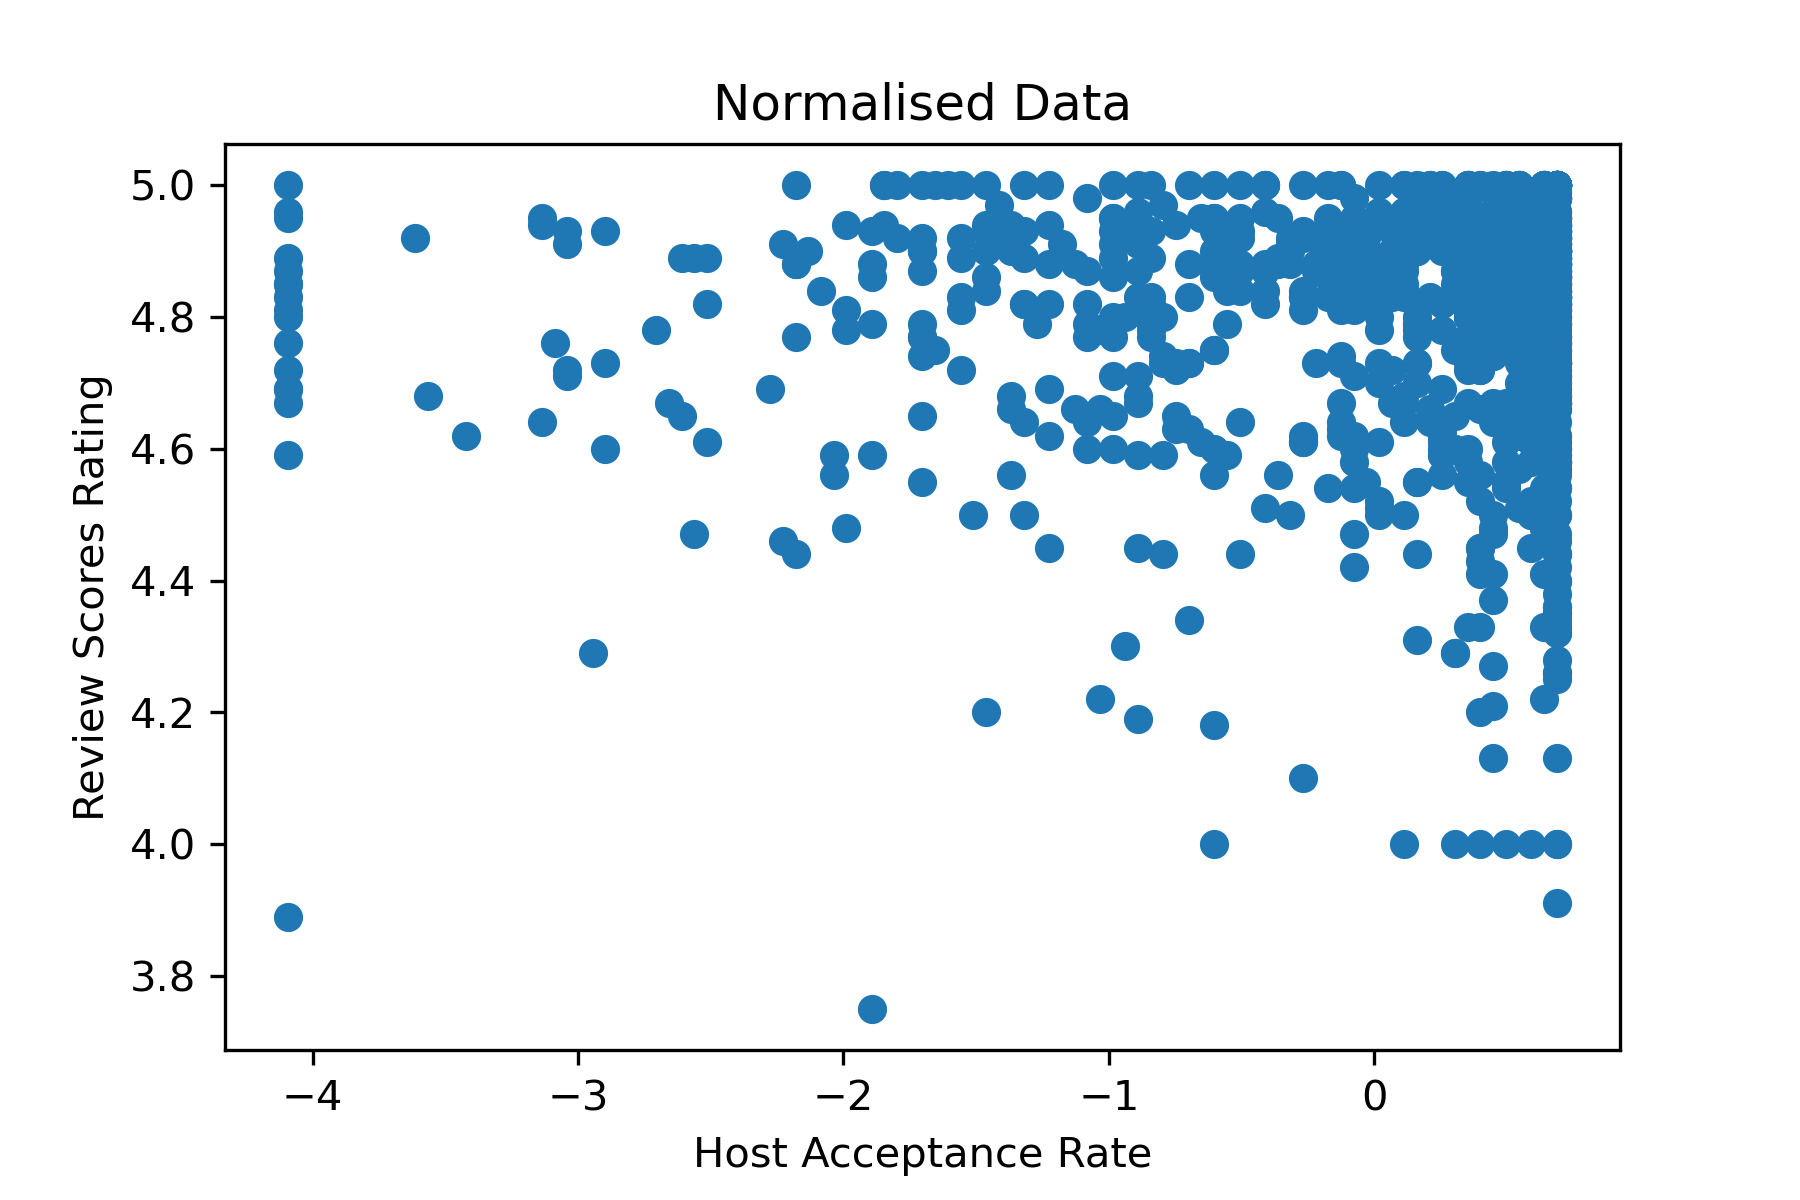 Normalised Data
5.0
4.8
4.6
4.4
4.2
4.0
3.8
Review Scores Rating
−4 −3 −2 −1 0
Host Acceptance Rate